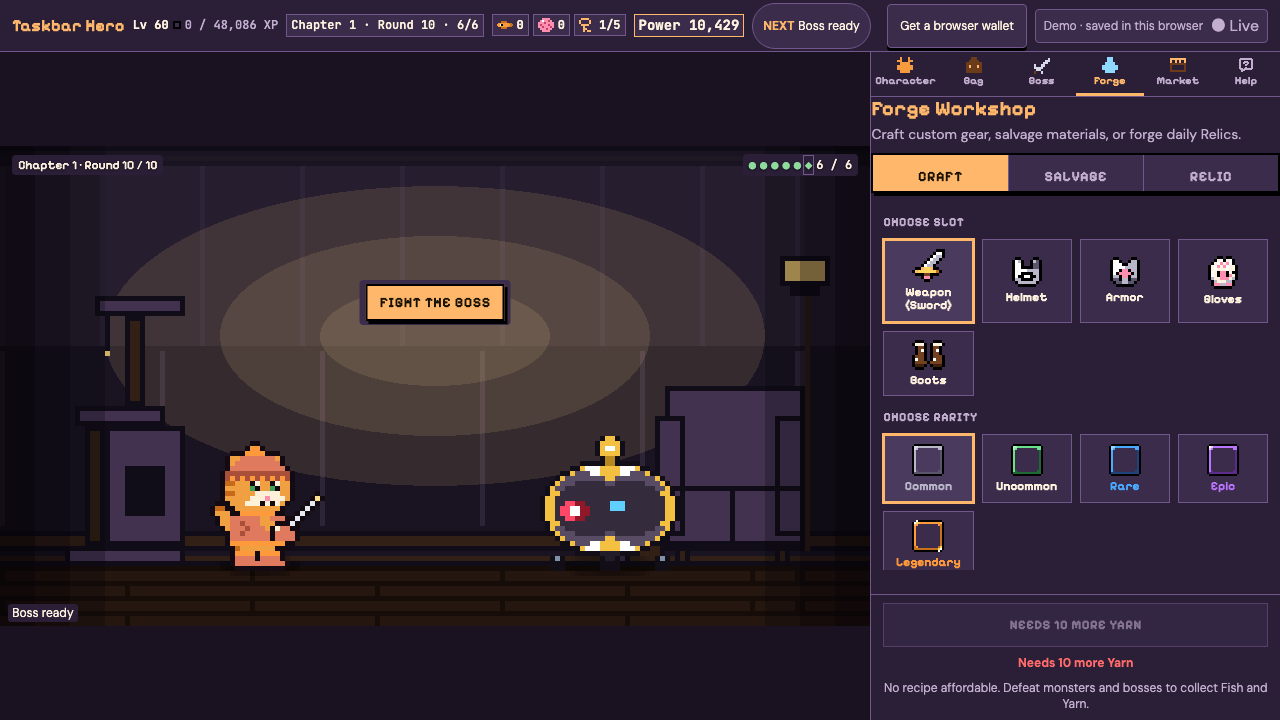 Taskbar Hero Lv 60 0 / 48,086 XP Chapter 1 · Round 10 · 6/6 0 0 1/5 Power 10,429 NEXT Boss ready Get a browser wallet Demo · saved in this browser Live
Character Bag Boss Forge Market Help
Forge Workshop
Craft custom gear, salvage materials, or forge daily Relics.
CRAFT SALVAGE RELIC
Chapter 1 · Round 10 / 10 6 / 6
CHOOSE SLOT
Weapon (Sword) Helmet Armor Gloves
Boots
FIGHT THE BOSS
CHOOSE RARITY
Common Uncommon Rare Epic
Legendary
Boss ready
NEEDS 10 MORE YARN
Needs 10 more Yarn
No recipe affordable. Defeat monsters and bosses to collect Fish and
Yarn.